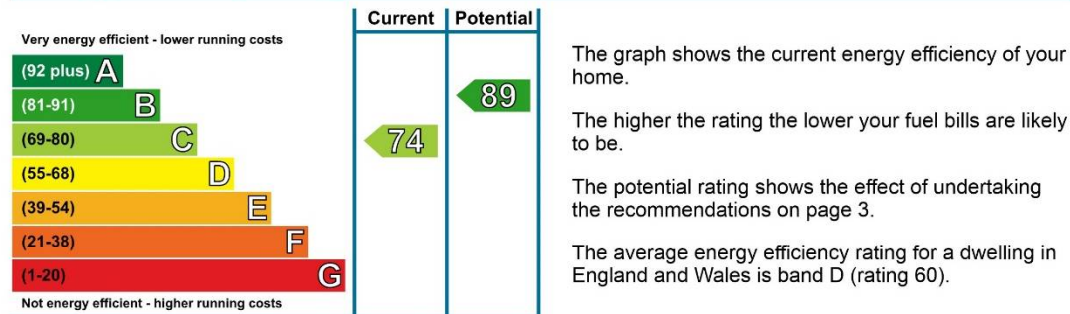 Current Potential
Very energy efficient - lower running costs
(92 plus) A
(81-91) B
(69-80) C
(55-68) D
(39-54) E
(21-38) F
(1-20) G
Not energy efficient - higher running costs
74
89
The graph shows the current energy efficiency of your
home.
The higher the rating the lower your fuel bills are likely
to be.
The potential rating shows the effect of undertaking
the recommendations on page 3.
The average energy efficiency rating for a dwelling in
England and Wales is band D (rating 60).